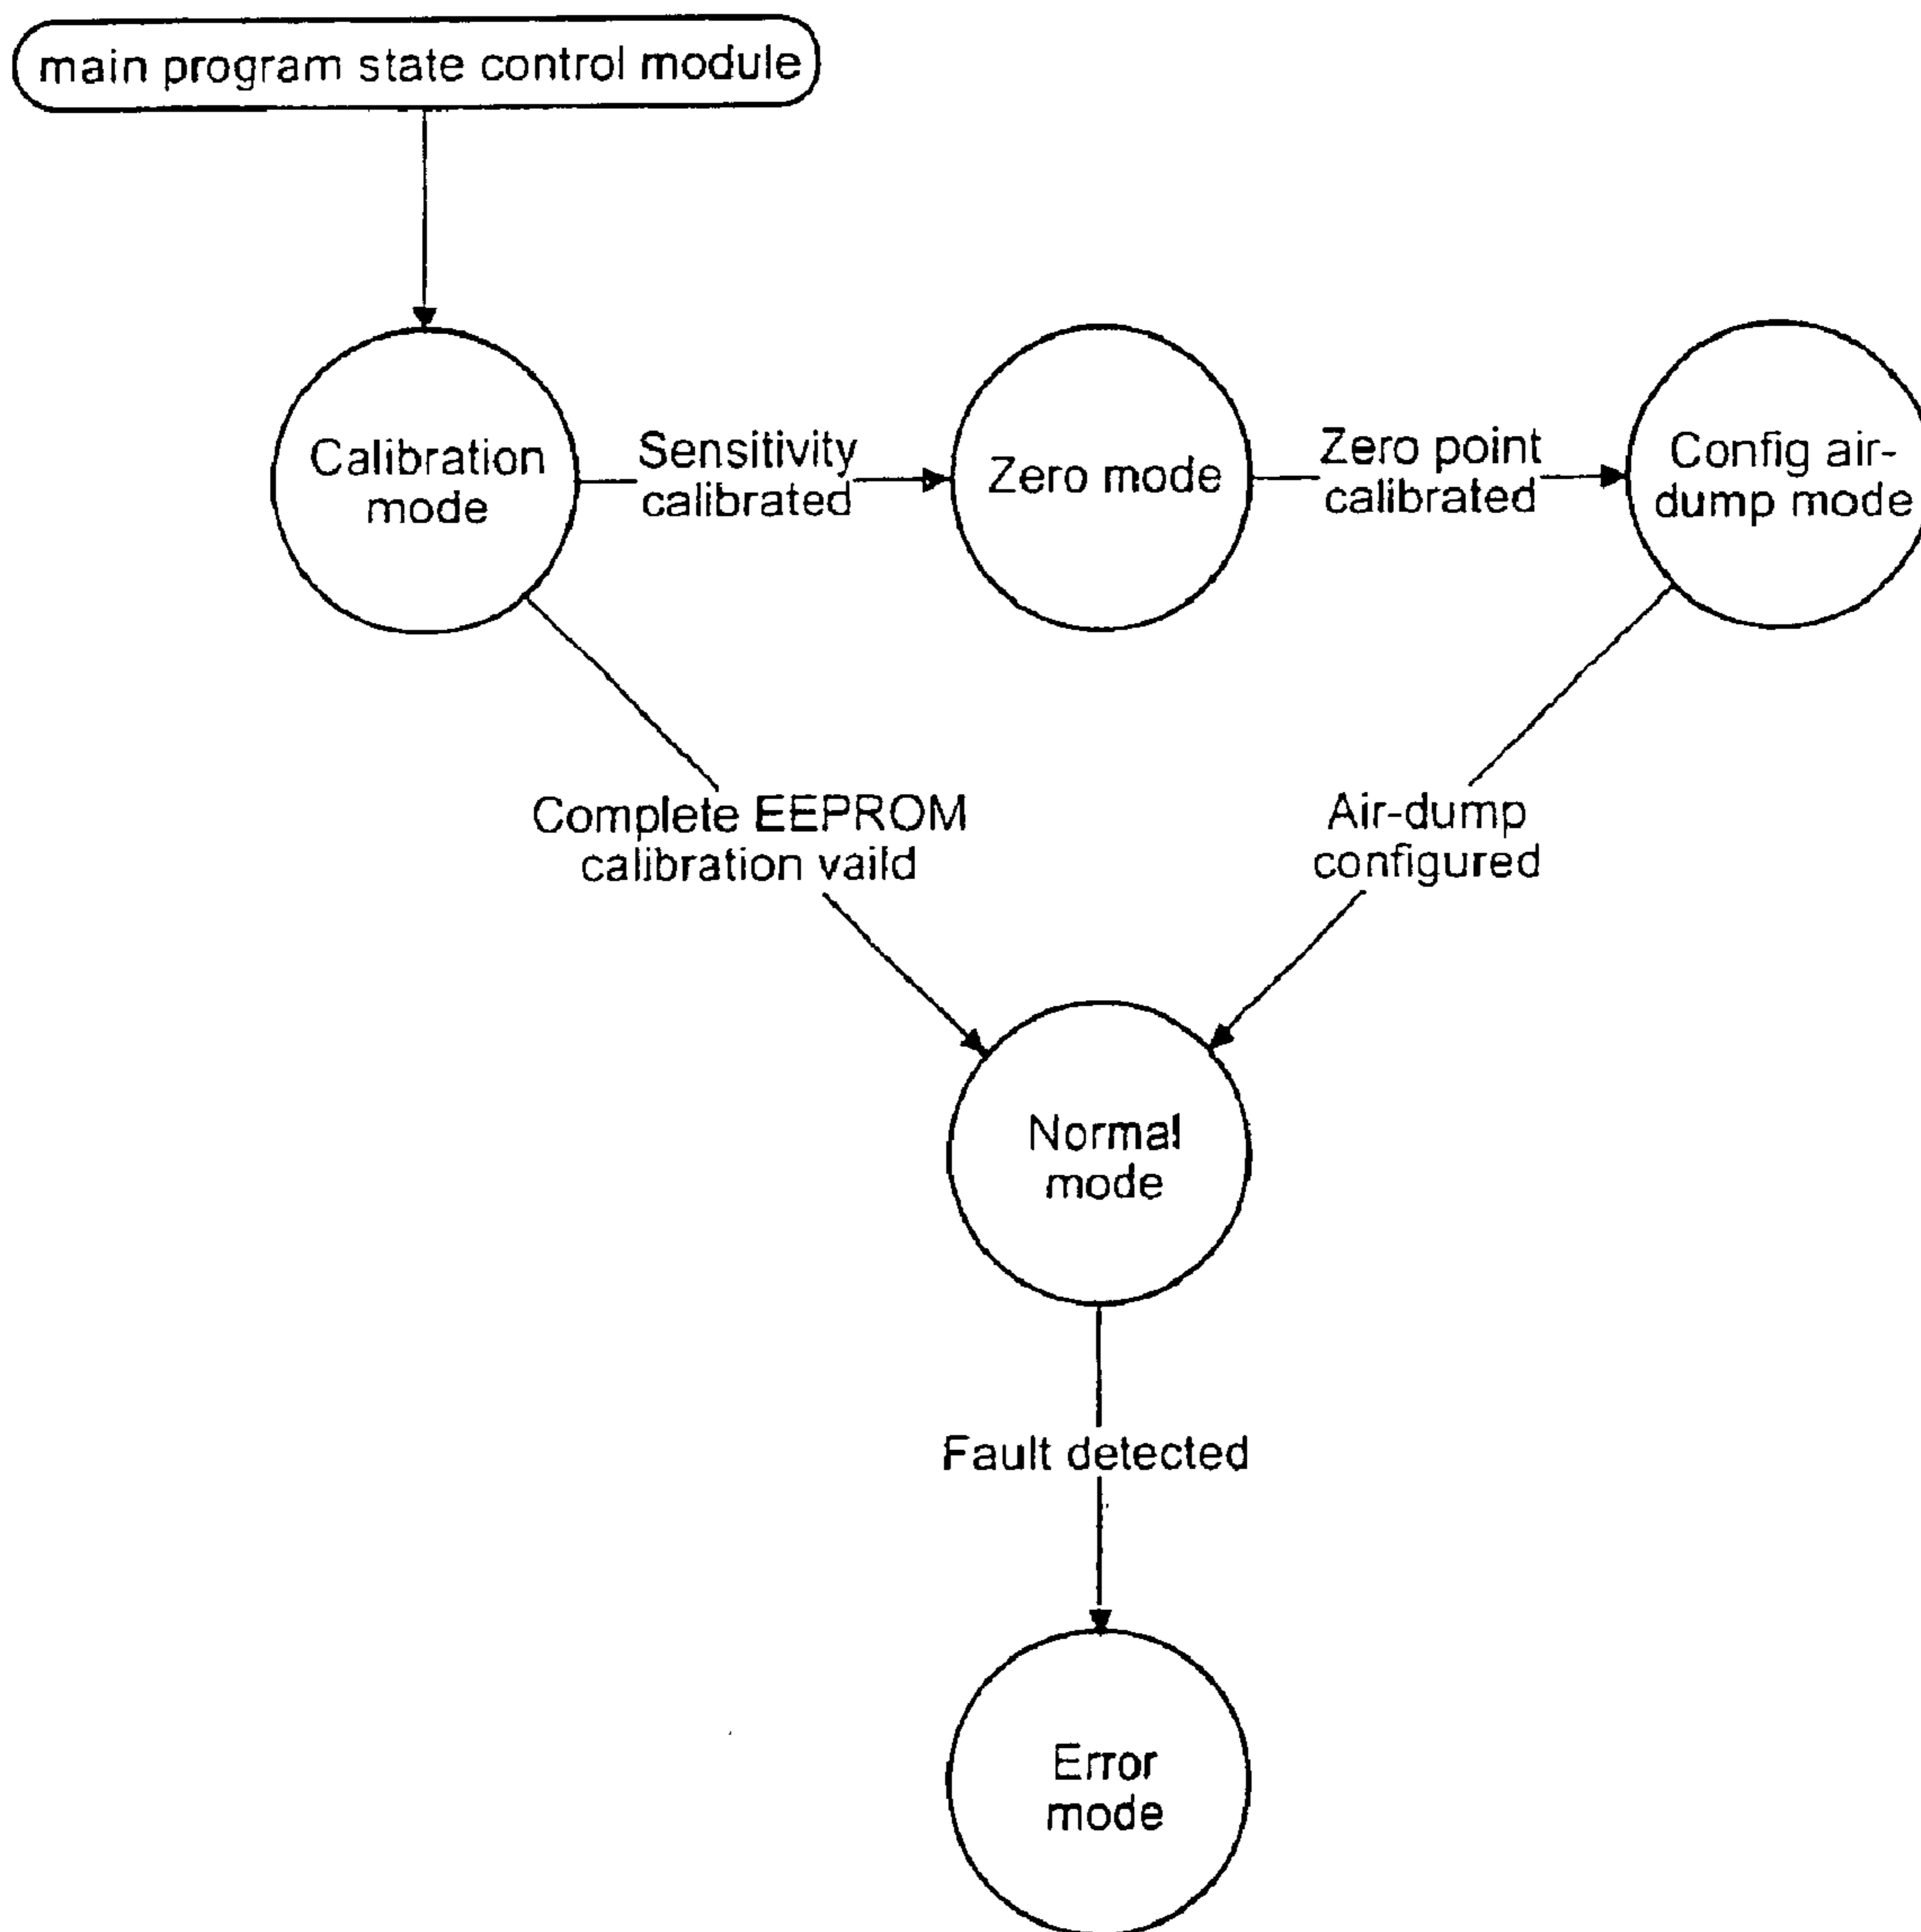 main program state control module
Calibration
mode
Sensitivity
calibrated
Zero mode
Zero point
calibrated
Config air-
dump mode
Complete EEPROM
calibration vaild
Air-dump
configured
Normal
mode
Fault detected
Error
mode